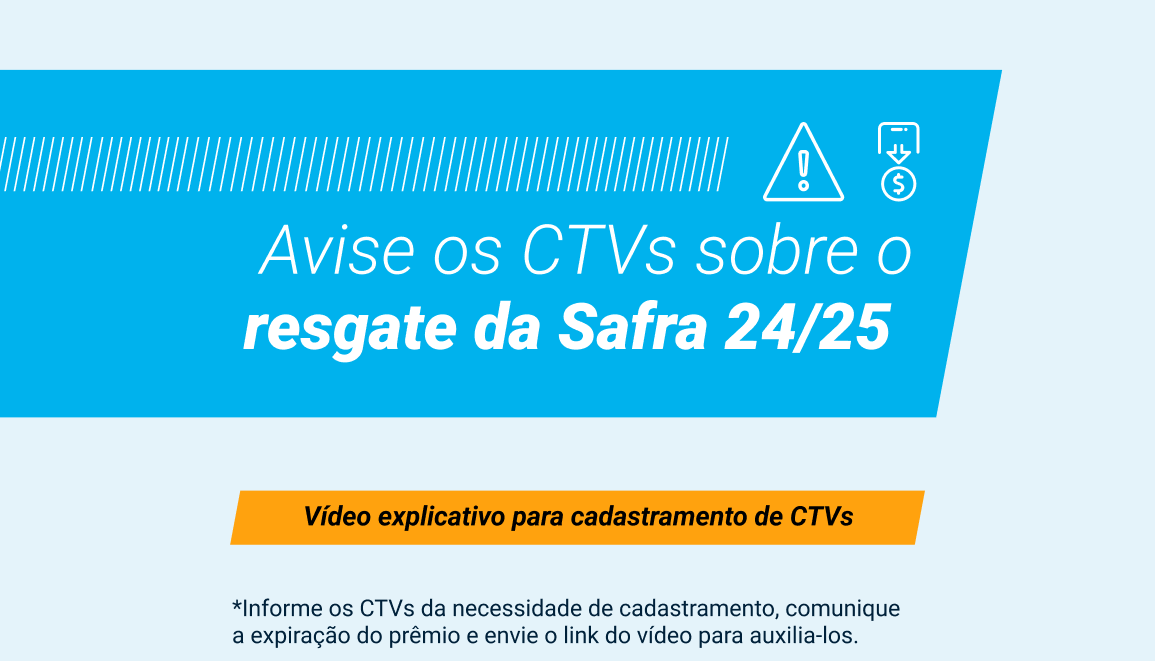 Avise os CTVs sobre o
resgate da Safra 24/25
Vídeo explicativo para cadastramento de CTVs
*Informe os CTVs da necessidade de cadastramento, comunique
a expiração do prêmio e envie o link do vídeo para auxilia-los.